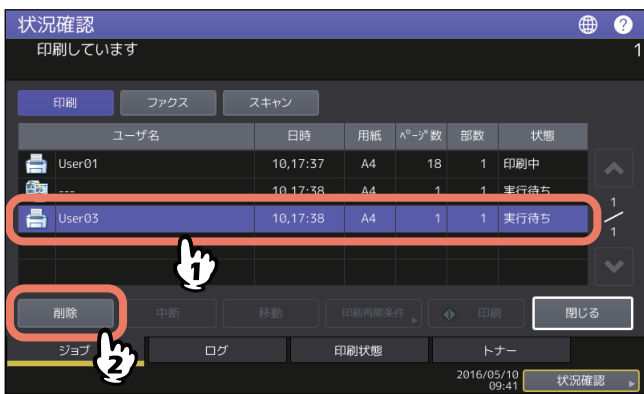 状況確認 ?
印刷しています 1
印刷 ファクス スキャン
ユーザ名 日時 用紙 ページ数 部数 状態
User01 10,17:37 A4 18 1 印刷中
--- 10,17:38 A4 1 1 実行待ち
User03 10,17:38 A4 1 1 実行待ち
1
1
1
削除 中断 移動 印刷再開条件 印刷 閉じる
2
ジョブ ログ 印刷状態 トナー
2016/05/10
09:41 状況確認